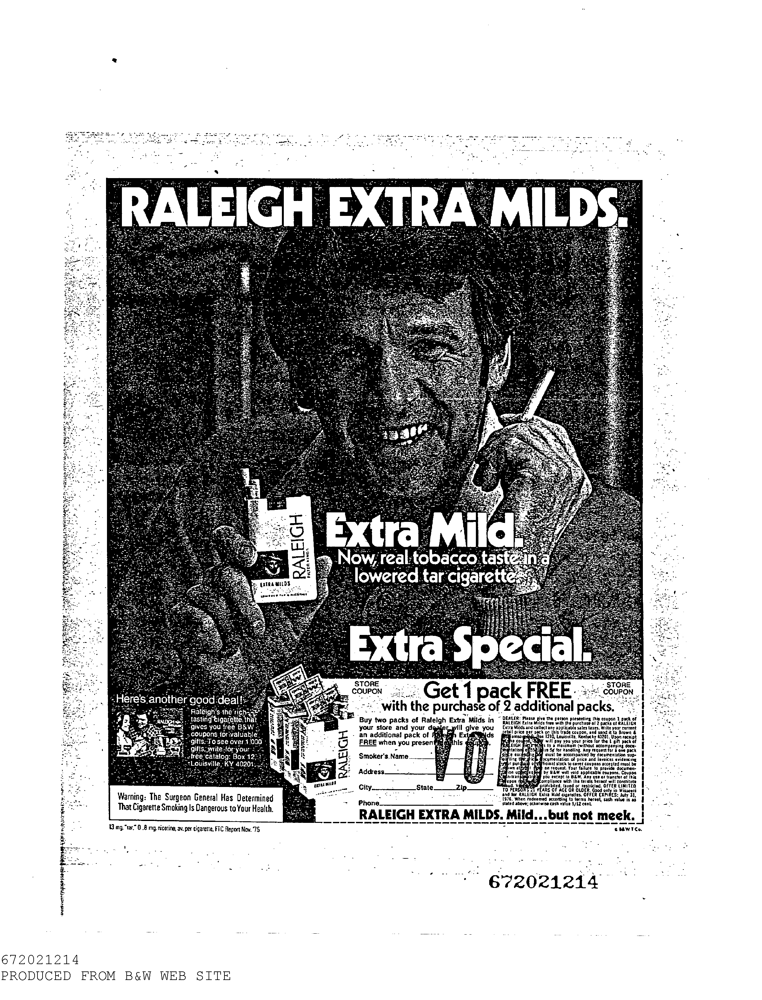 RALEIGH EXTRA MILDS.
RALEIGH
EXTRA MILDS
Extra Mild.
Now, real tobacco taste in a
lowered tar cigarette.
Extra Special.
Here's another good deal!
Raleigh's the rich-
tasting cigarette that
gives you free B&W
coupons for valuable
gifts. To see over 1000
gifts, write for your
free catalog: Box 12,
Louisville, KY 40201.
Warning: The Surgeon General Has Determined
That Cigarette Smoking Is Dangerous to Your Health.
RALEIGH
EXTRA MILDS
STORE
COUPON
Get 1 pack FREE
STORE
COUPON
with the purchase of 2 additional packs.
Buy two packs of Raleigh Extra Milds in
your store and your dealer will give you
an additional pack of Raleigh Extra Milds
FREE when you present this coupon.
Smoker's Name
Address
City State Zip
Phone
VOID
RALEIGH EXTRA MILDS. Mild...but not meek.
13 mg. "tar," 0.8 mg. nicotine, av. per cigarette, FTC Report Nov. '75
© B&W T Co.
672021214
672021214
PRODUCED FROM B&W WEB SITE